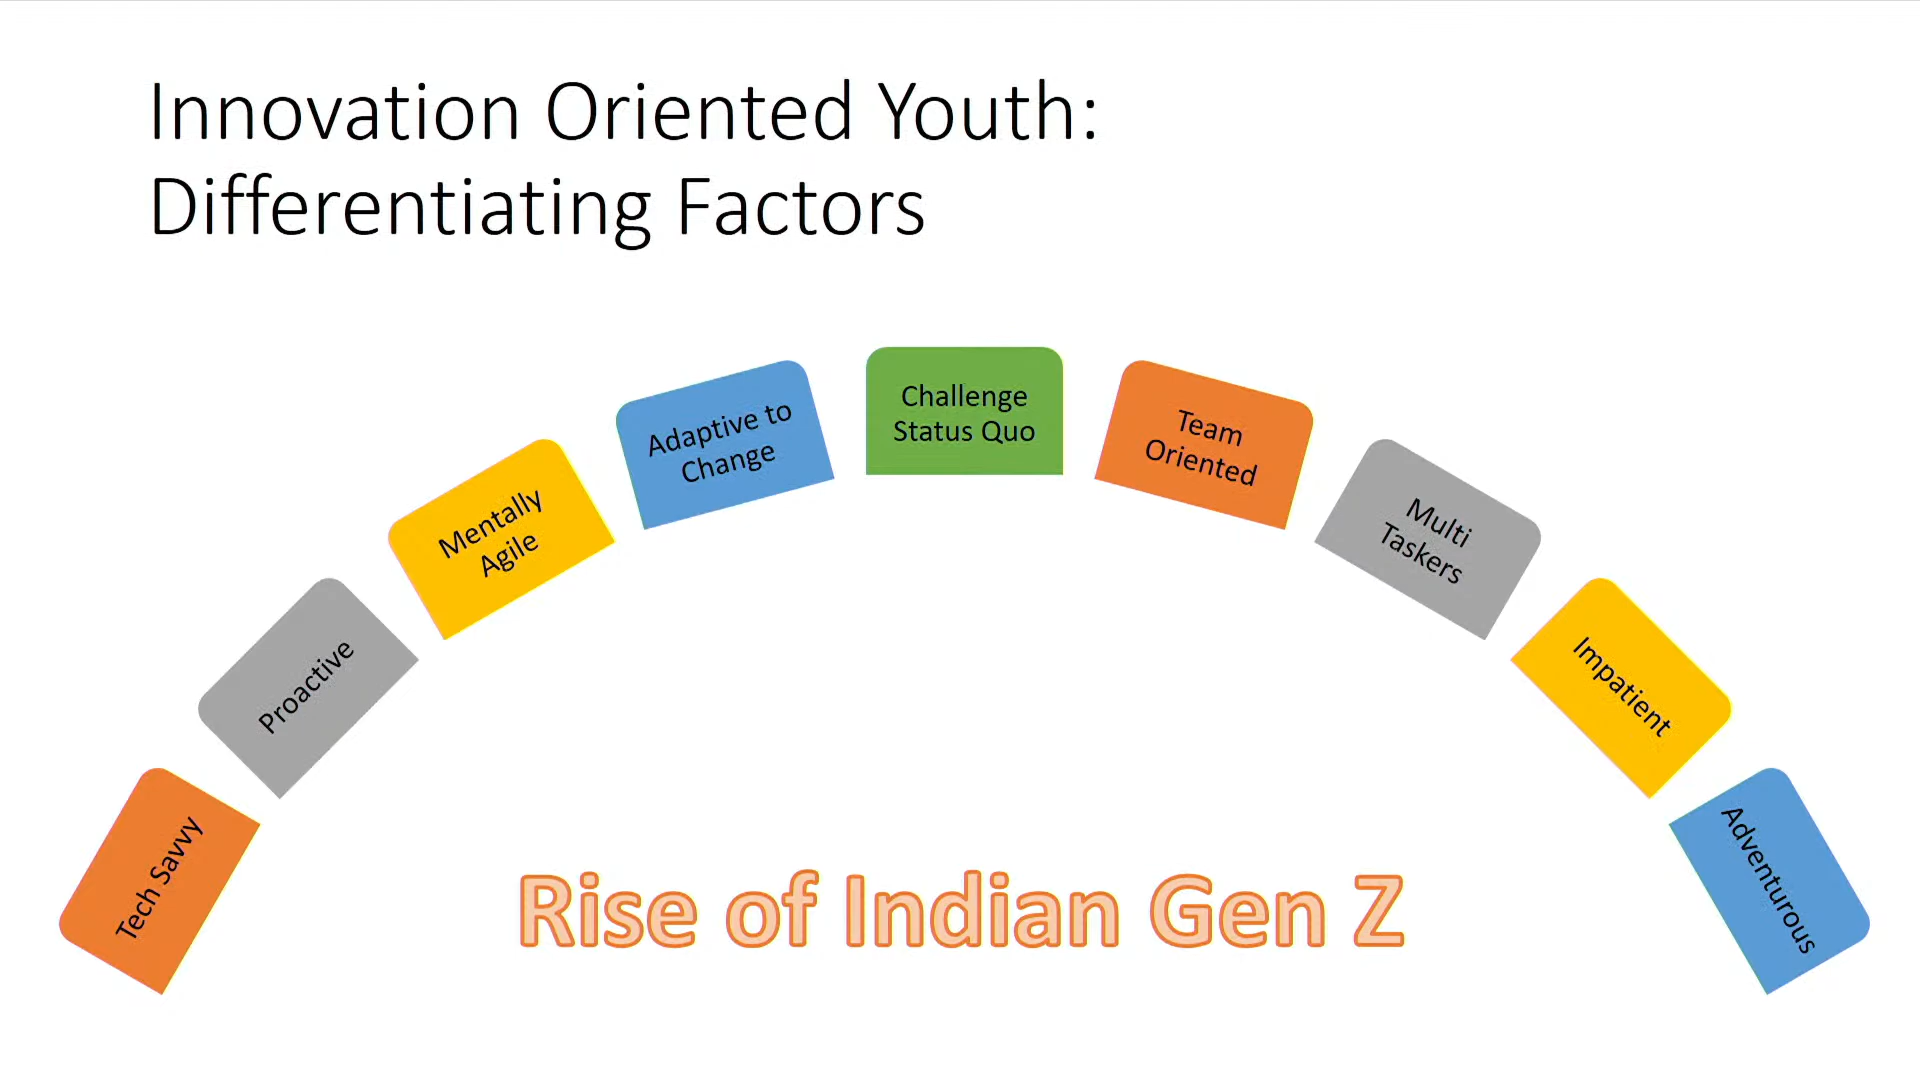 Innovation Oriented Youth:
Differentiating Factors
Tech Savvy
Proactive
Mentally
Agile
Adaptive to
Change
Challenge
Status Quo
Team
Oriented
Multi
Taskers
Impatient
Adventurous
Rise of Indian Gen Z